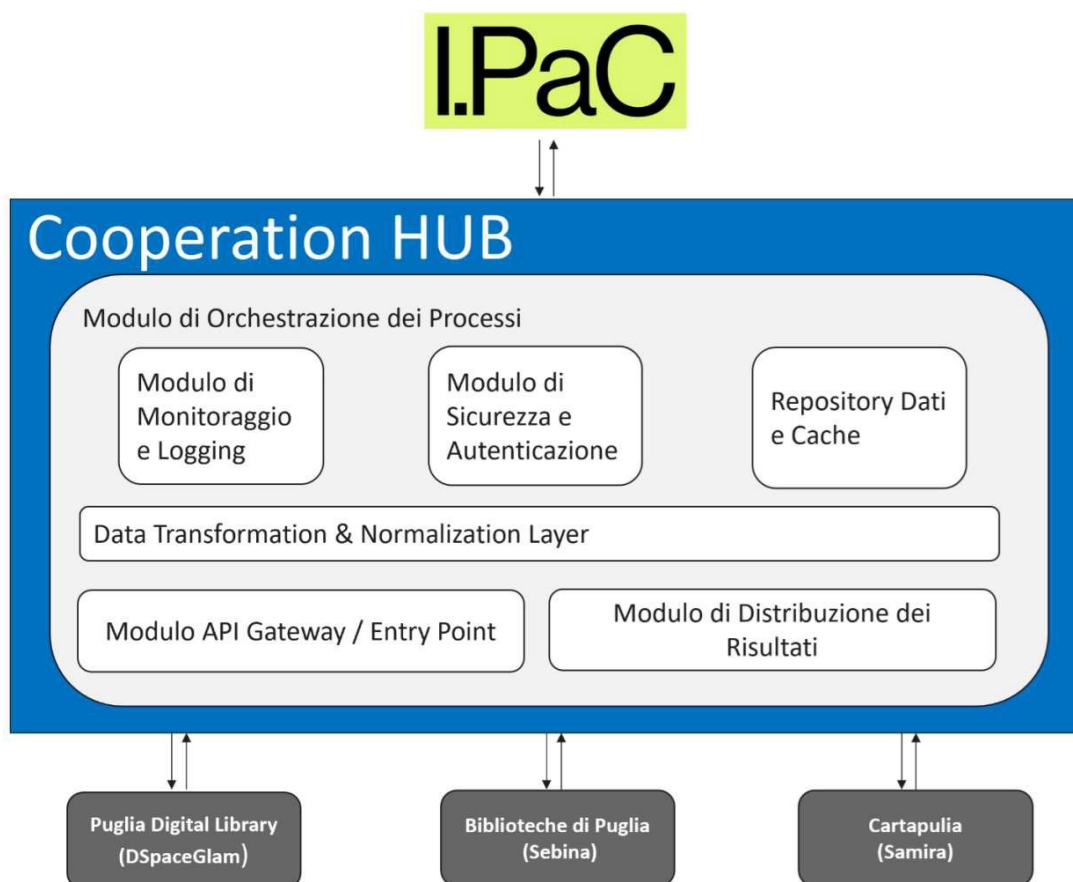 I.PaC
Cooperation HUB
Modulo di Orchestrazione dei Processi
Modulo di
Monitoraggio
e Logging
Modulo di
Sicurezza e
Autenticazione
Repository Dati
e Cache
Data Transformation & Normalization Layer
Modulo API Gateway / Entry Point
Modulo di Distribuzione dei
Risultati
Puglia Digital Library
(DSpaceGlam)
Biblioteche di Puglia
(Sebina)
Cartapulia
(Samira)